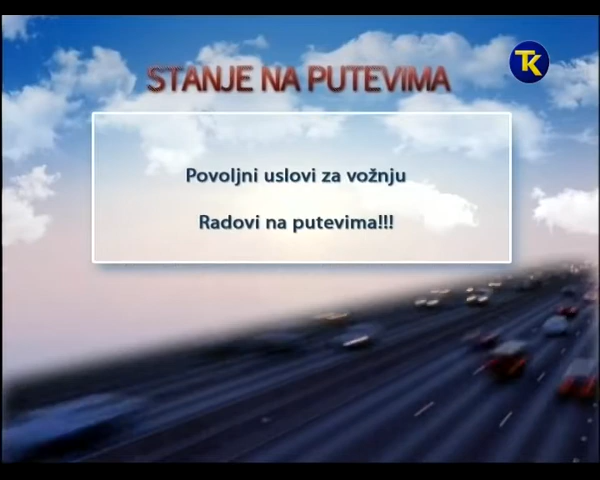 STANJE NA PUTEVIMA
TK
Povoljni uslovi za vožnju
Radovi na putevima!!!